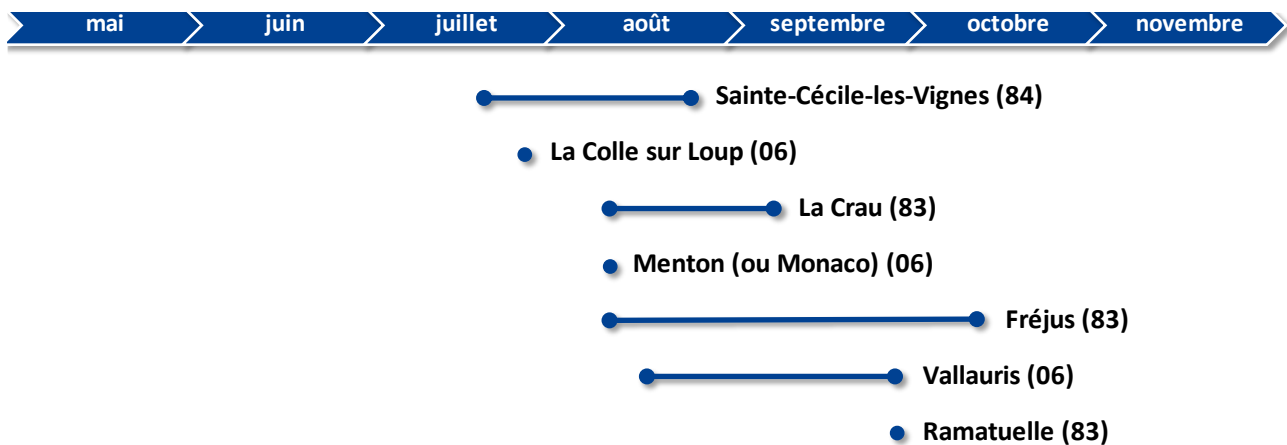 mai juin juillet août septembre octobre novembre
Sainte-Cécile-les-Vignes (84)
La Colle sur Loup (06)
La Crau (83)
Menton (ou Monaco) (06)
Fréjus (83)
Vallauris (06)
Ramatuelle (83)